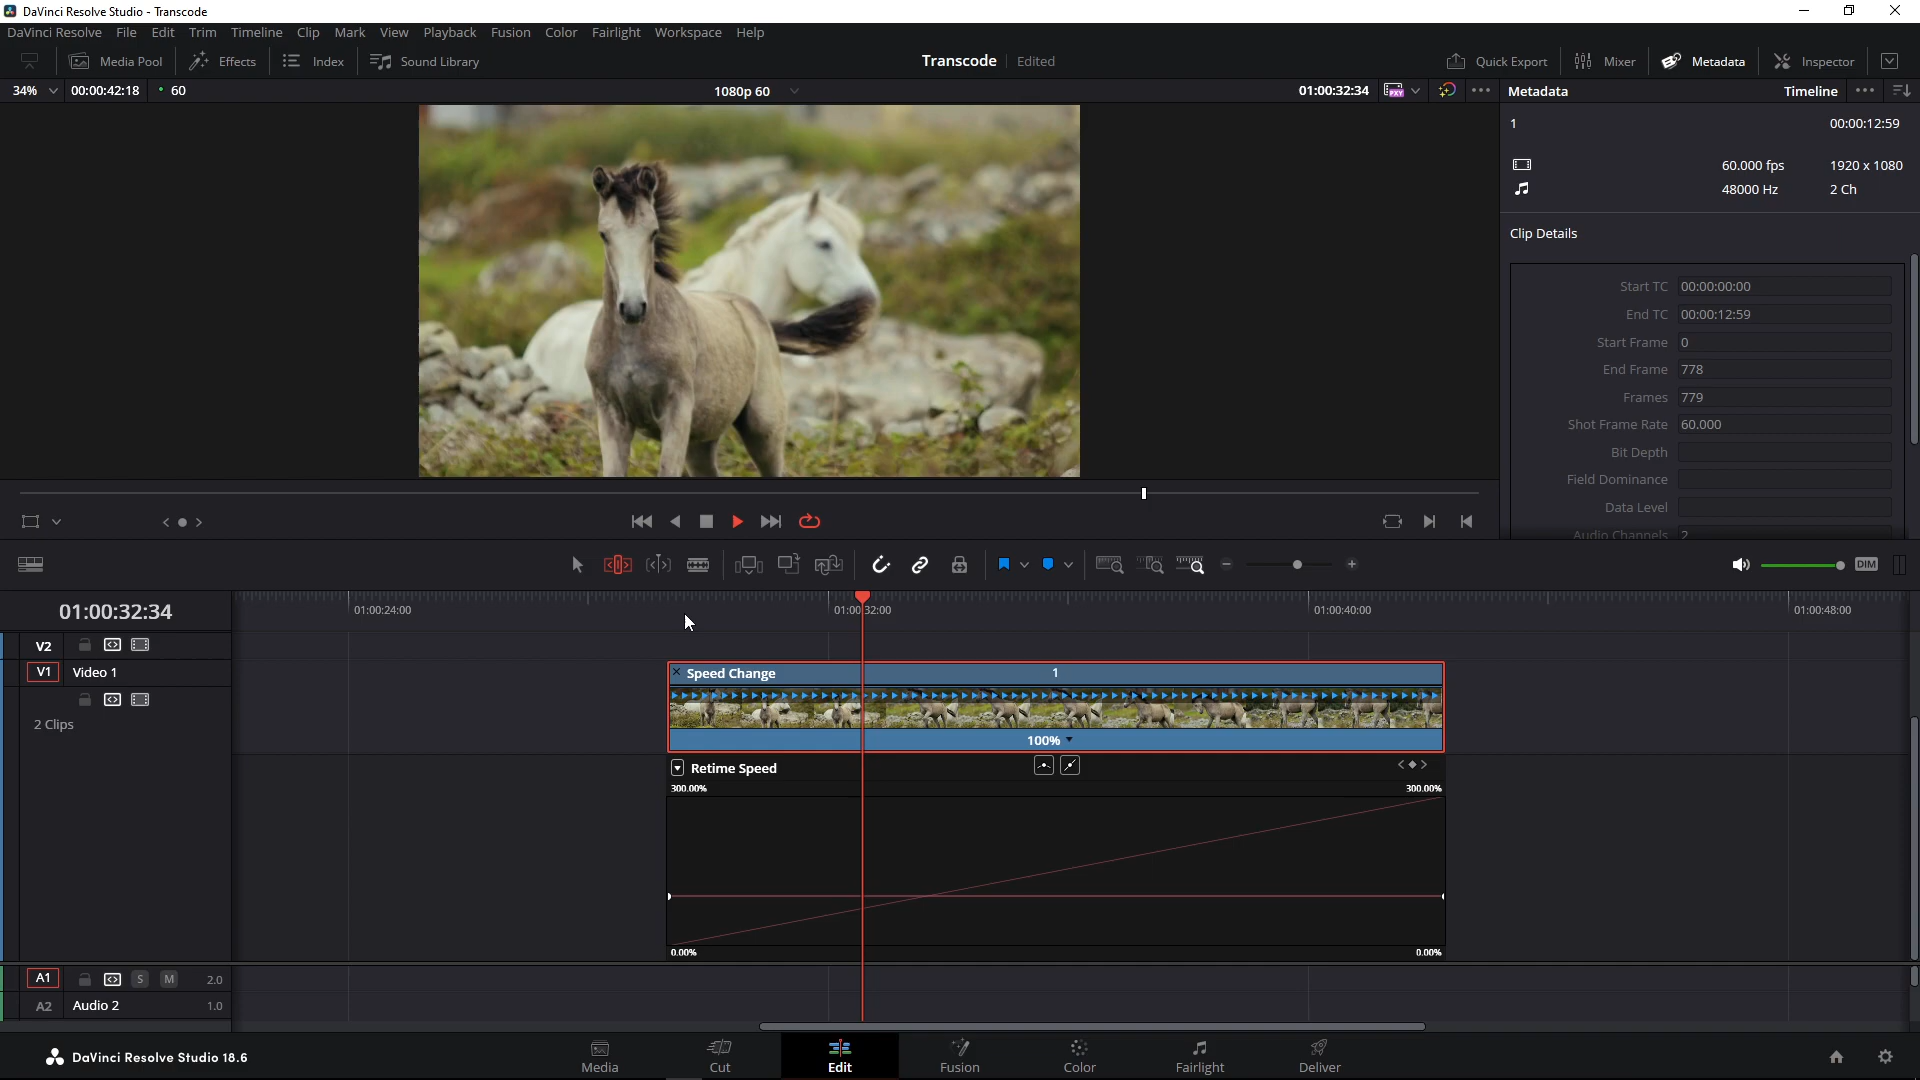 DaVinci Resolve Studio - Transcode
DaVinci Resolve File Edit Trim Timeline Clip Mark View Playback Fusion Color Fairlight Workspace Help
Media Pool Effects Index Sound Library Transcode Edited Quick Export Mixer Metadata Inspector
34% 00:00:42:18 60 1080p 60 01:00:32:34 PXY Metadata Timeline
1 00:00:12:59
60.000 fps 1920 x 1080
48000 Hz 2 Ch
Clip Details
Start TC 00:00:00:00
End TC 00:00:12:59
Start Frame 0
End Frame 778
Frames 779
Shot Frame Rate 60.000
Bit Depth
Field Dominance
Data Level
Audio Channels 2
DIM
01:00:32:34
01:00:24:00 01:00:32:00 01:00:40:00 01:00:48:00
V2
V1 Video 1
2 Clips
Speed Change 1
100%
Retime Speed
300.00% 300.00%
0.00% 0.00%
A1 S M 2.0
A2 Audio 2 1.0
DaVinci Resolve Studio 18.6
Media Cut Edit Fusion Color Fairlight Deliver